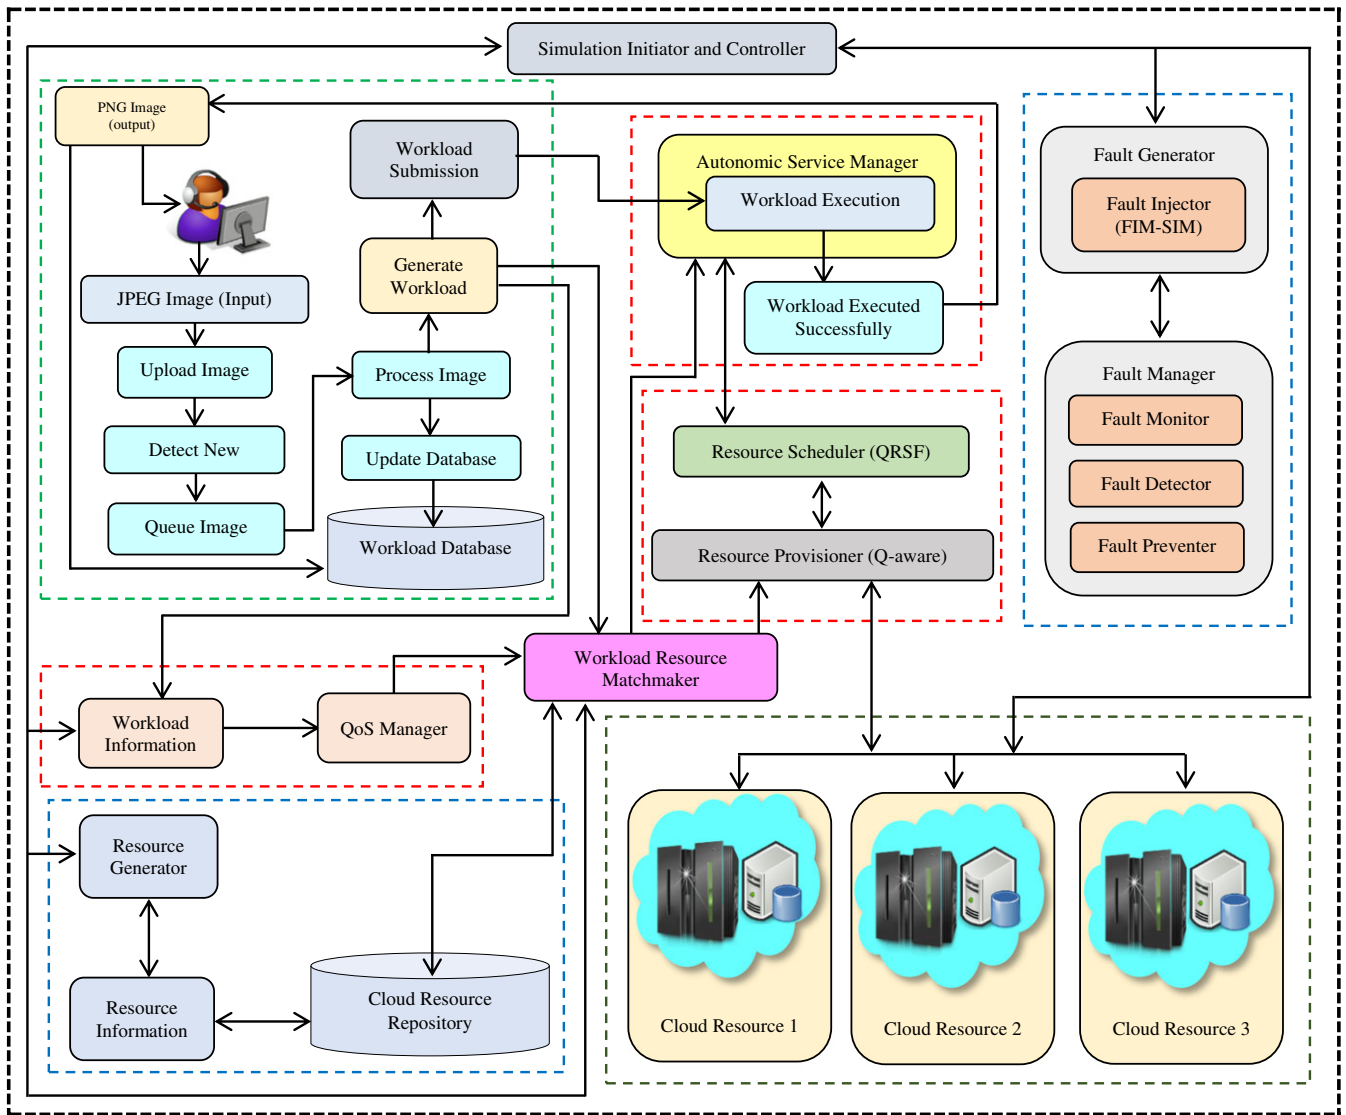 Simulation Initiator and Controller
PNG Image
(output)
Workload
Submission
Autonomic Service Manager
Workload Execution
Fault Generator
Fault Injector
(FIM-SIM)
Generate
Workload
JPEG Image (Input)
Workload Executed
Successfully
Upload Image
Process Image
Fault Manager
Fault Monitor
Detect New
Update Database
Resource Scheduler (QRSF)
Fault Detector
Queue Image
Workload Database
Resource Provisioner (Q-aware)
Fault Preventer
Workload Resource
Matchmaker
Workload
Information
QoS Manager
Resource
Generator
Resource
Information
Cloud Resource
Repository
Cloud Resource 1
Cloud Resource 2
Cloud Resource 3